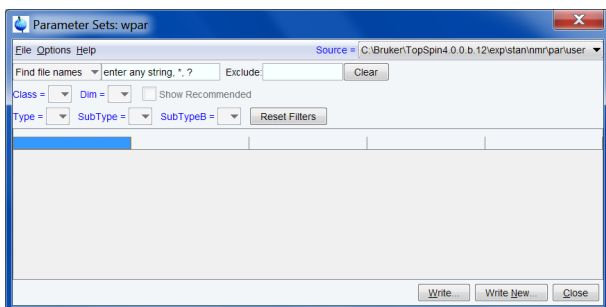 Parameter Sets: wpar
File Options Help Source = C:\Bruker\TopSpin4.0.0.b.12\exp\stan\nmr\par\user
Find file names enter any string, *, ? Exclude: Clear
Class = Dim = Show Recommended
Type = SubType = SubTypeB = Reset Filters
Write... Write New... Close